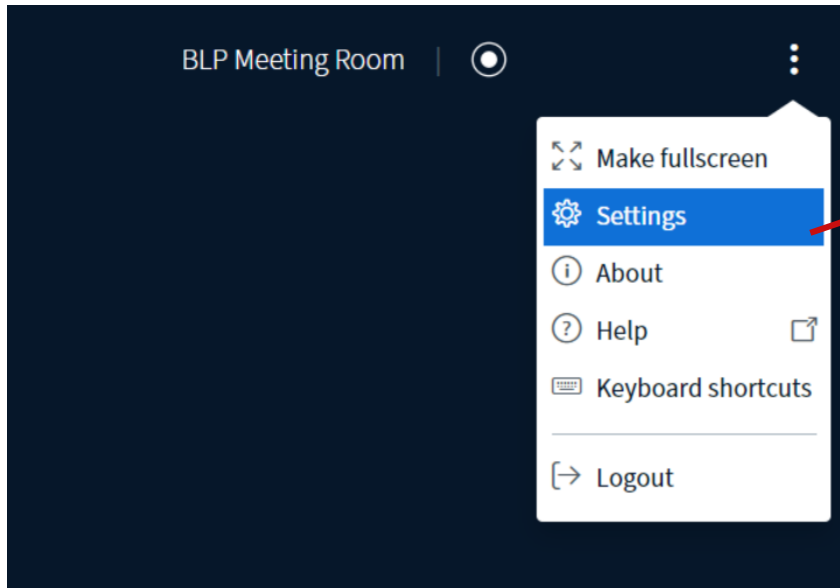 BLP Meeting Room
Make fullscreen
Settings
About
Help
Keyboard shortcuts
Logout